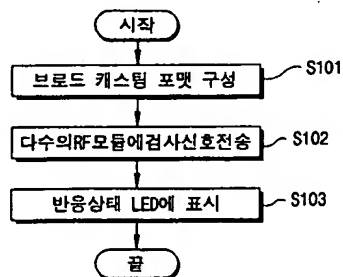 시작
브로드 캐스팅 포맷 구성
S101
다수의RF모듈에검사신호전송
S102
반응상태 LED에 표시
S103
끝